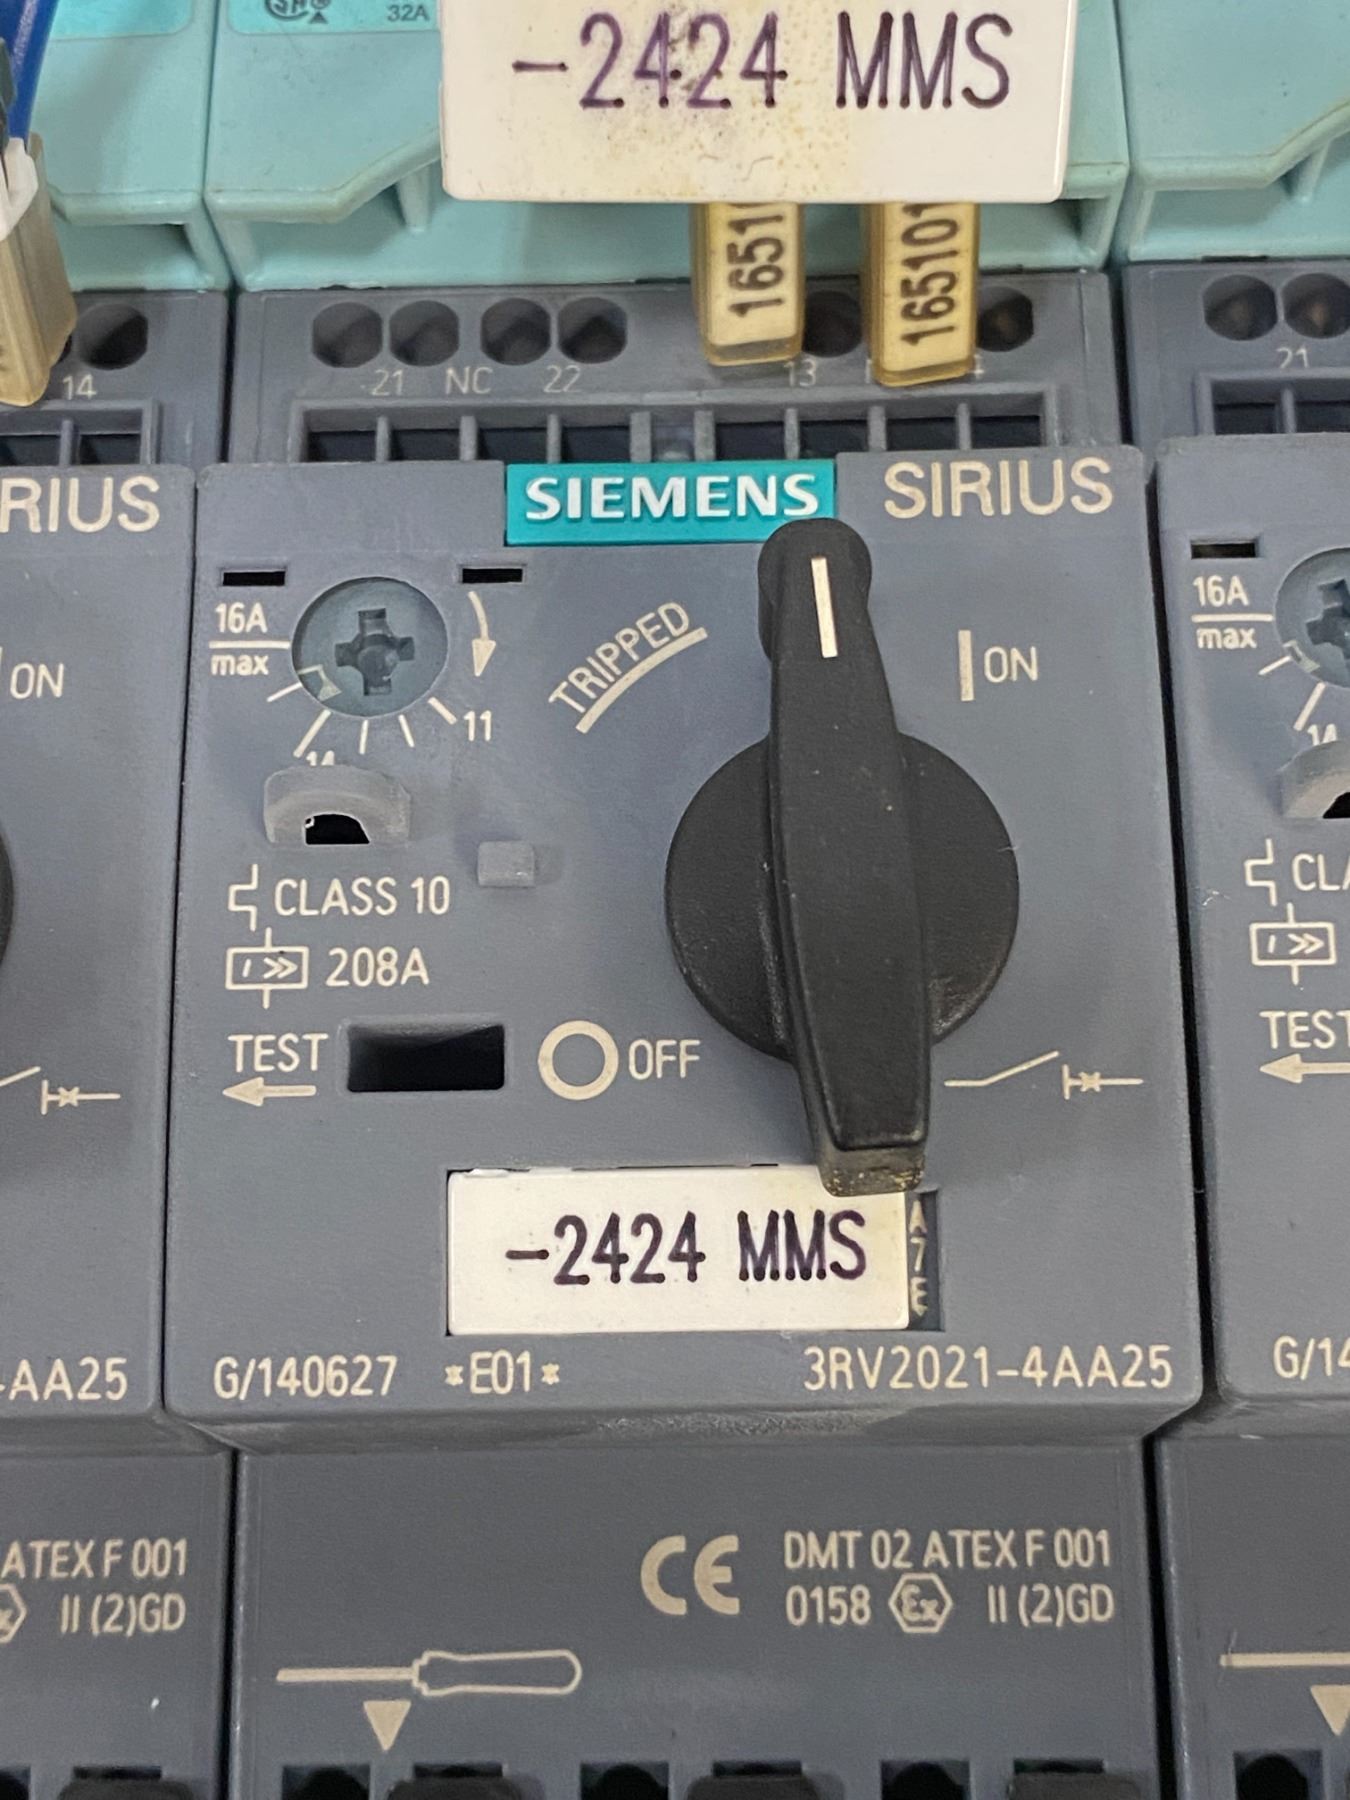 32A
-2424 MMS
1651
165101
14
21 NC 22
13
21
RIUS
SIEMENS
SIRIUS
16A
max
TRIPPED
ON
ON
11
14
16A
max
14
CLASS 10
208A
TEST
OFF
TEST
-2424 MMS
A7E
AA25
G/140627 *E01* 3RV2021-4AA25
ATEX F 001
II (2)GD
CE
DMT 02 ATEX F 001
0158 Ex II (2)GD